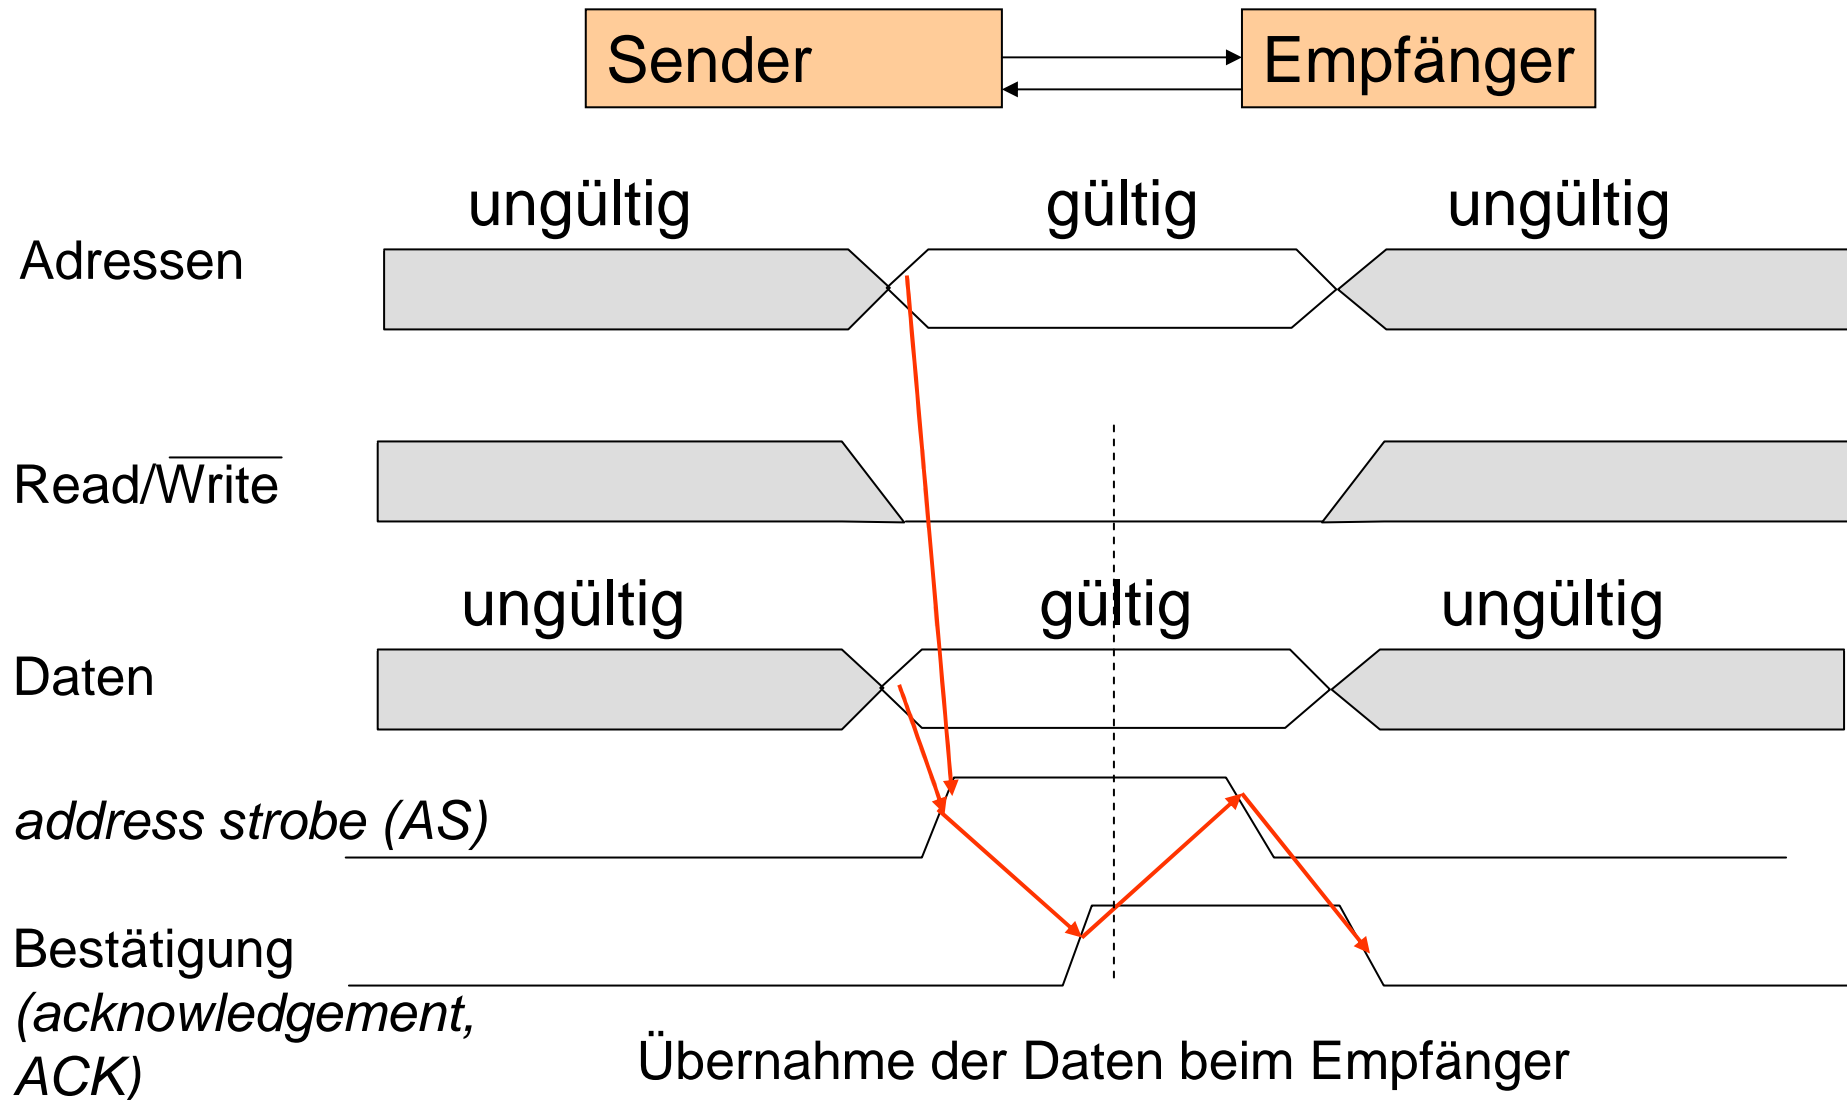 Sender
Empfänger
ungültig
gültig
ungültig
Adressen
Read/W̅r̅i̅t̅e̅
ungültig
gültig
ungültig
Daten
address strobe (AS)
Bestätigung
(acknowledgement,
ACK)
Übernahme der Daten beim Empfänger